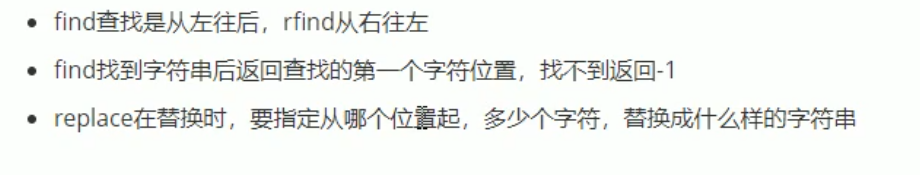 find查找是从左往后，rfind从右往左
find找到字符串后返回查找的第一个字符位置，找不到返回-1
replace在替换时，要指定从哪个位置起，多少个字符，替换成什么样的字符串